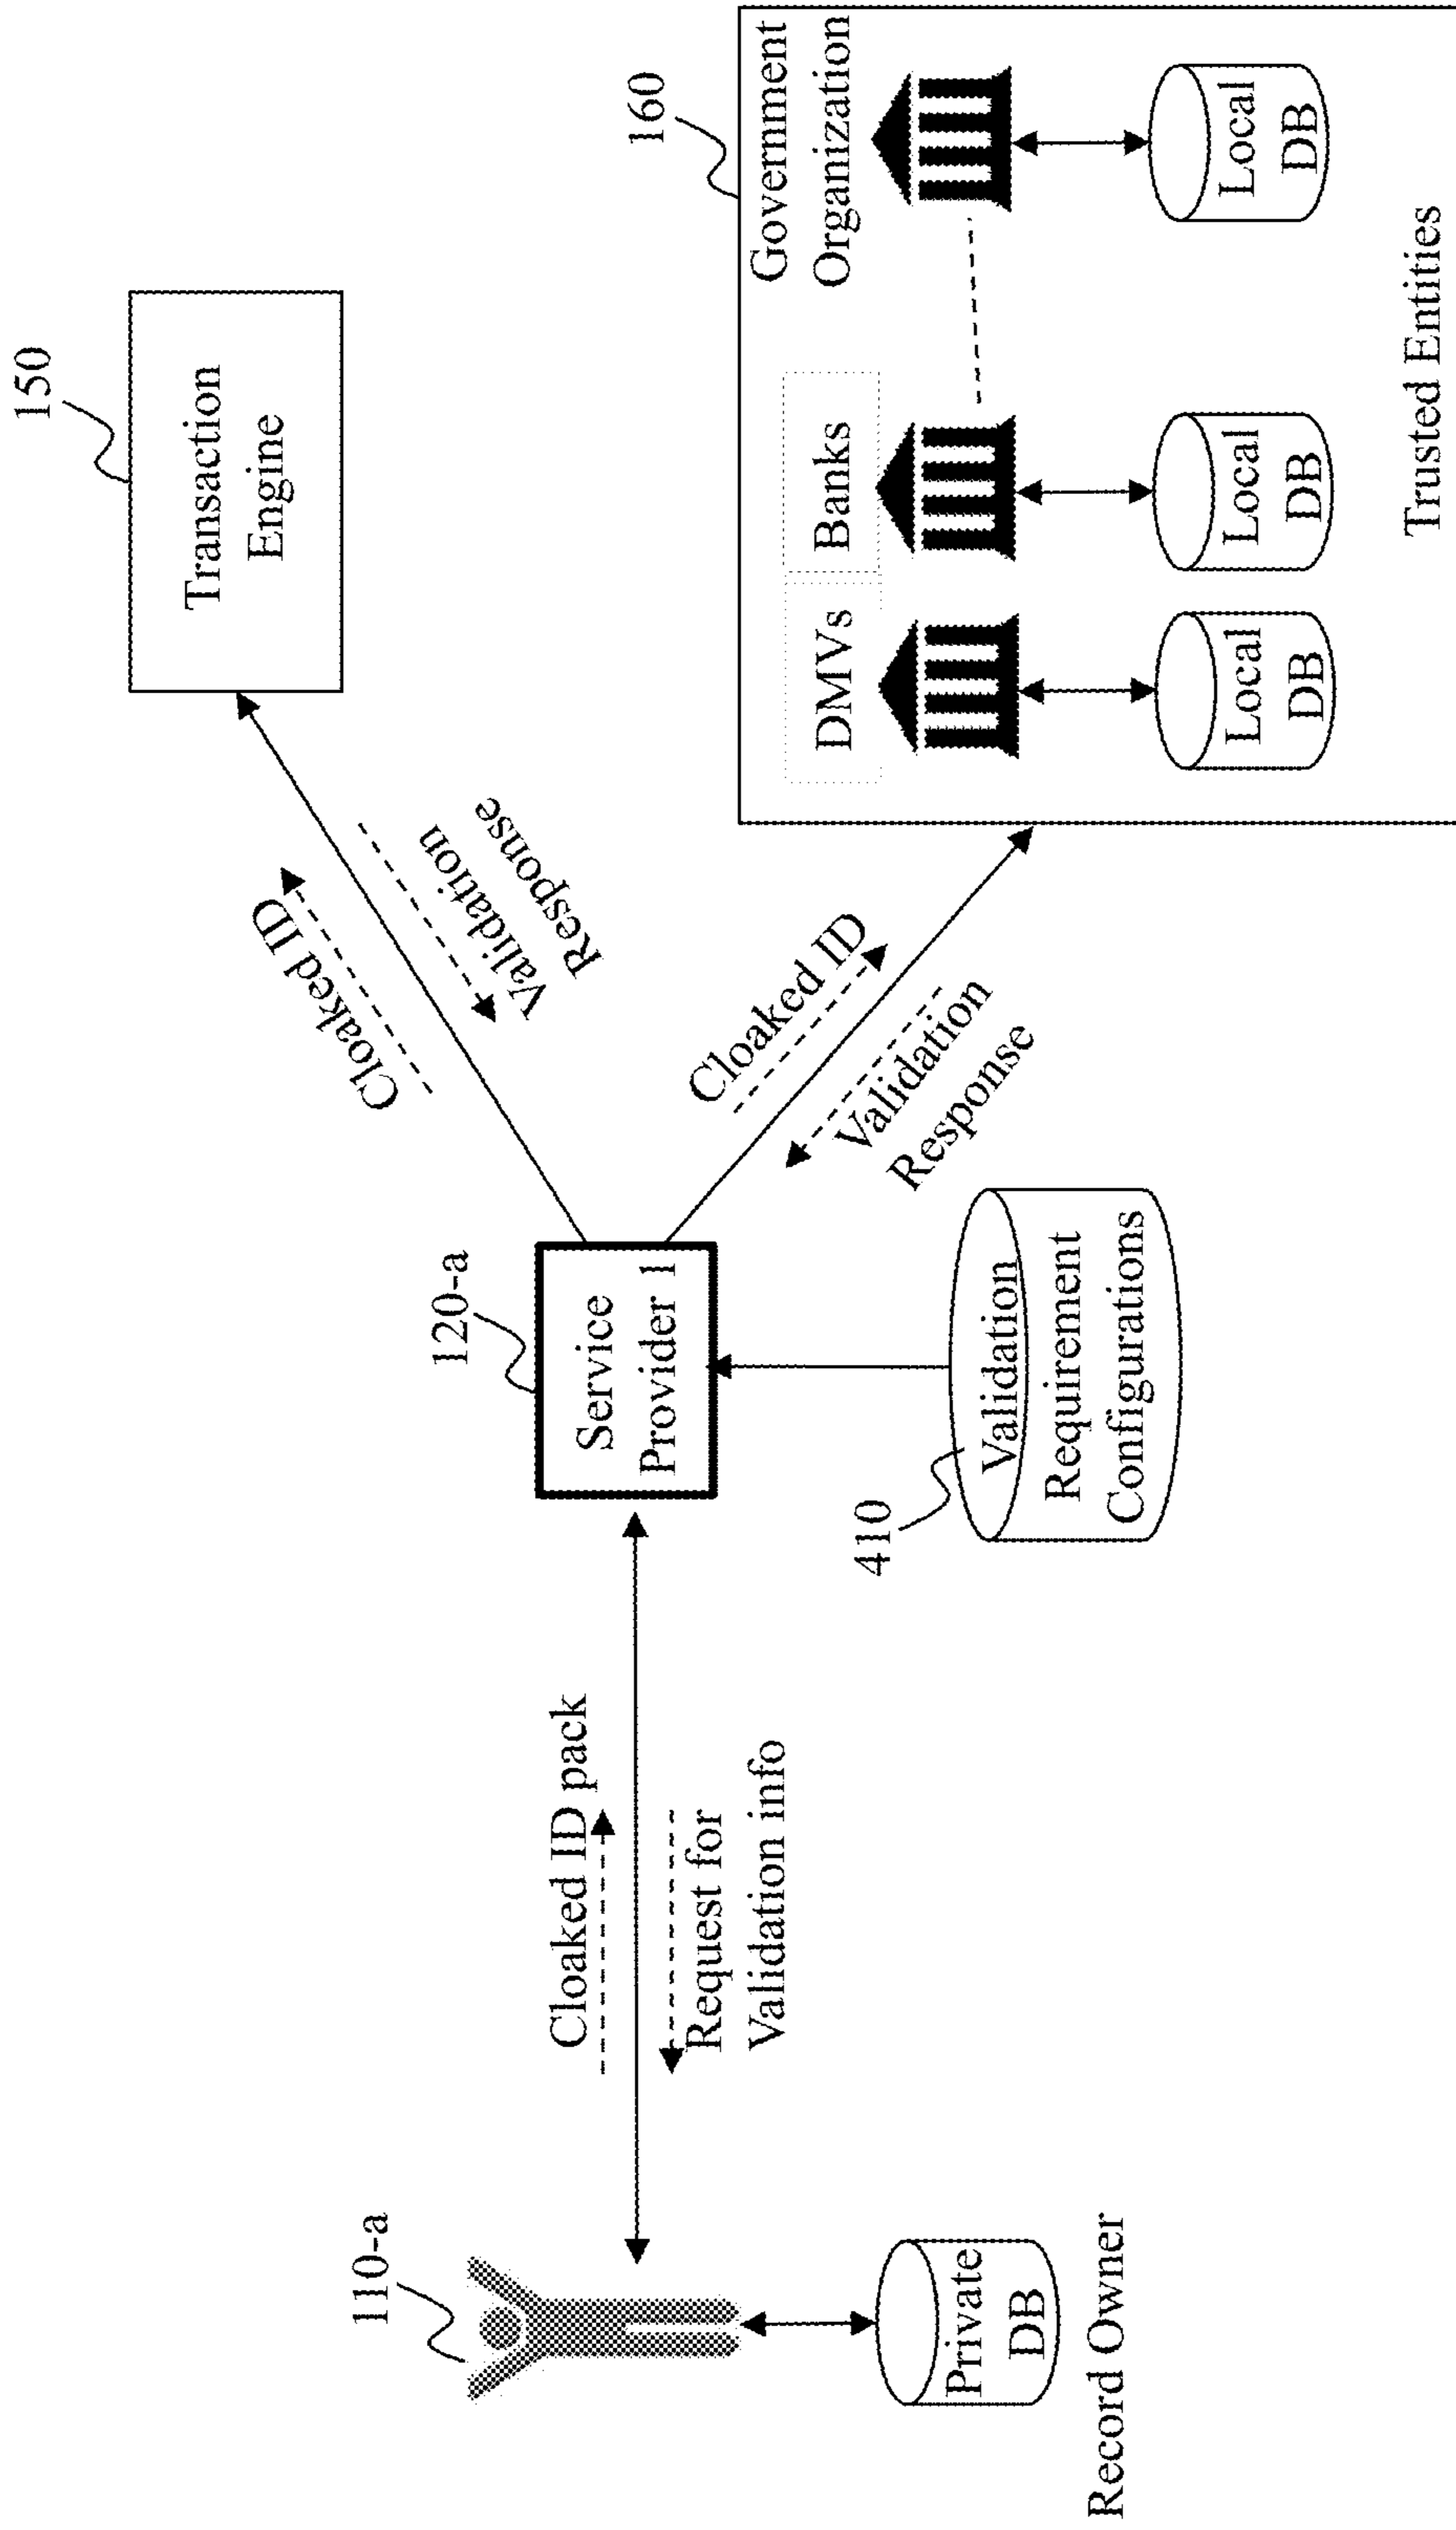 150
Transaction
Engine
160
Government
Organization
DMVs
Banks
Local
DB
Local
DB
Local
DB
Trusted Entities
Cloaked ID
Validation
Response
Cloaked ID
Validation
Response
120-a
Service
Provider 1
410
Validation
Requirement
Configurations
Cloaked ID pack
Request for
Validation info
110-a
Private
DB
Record Owner